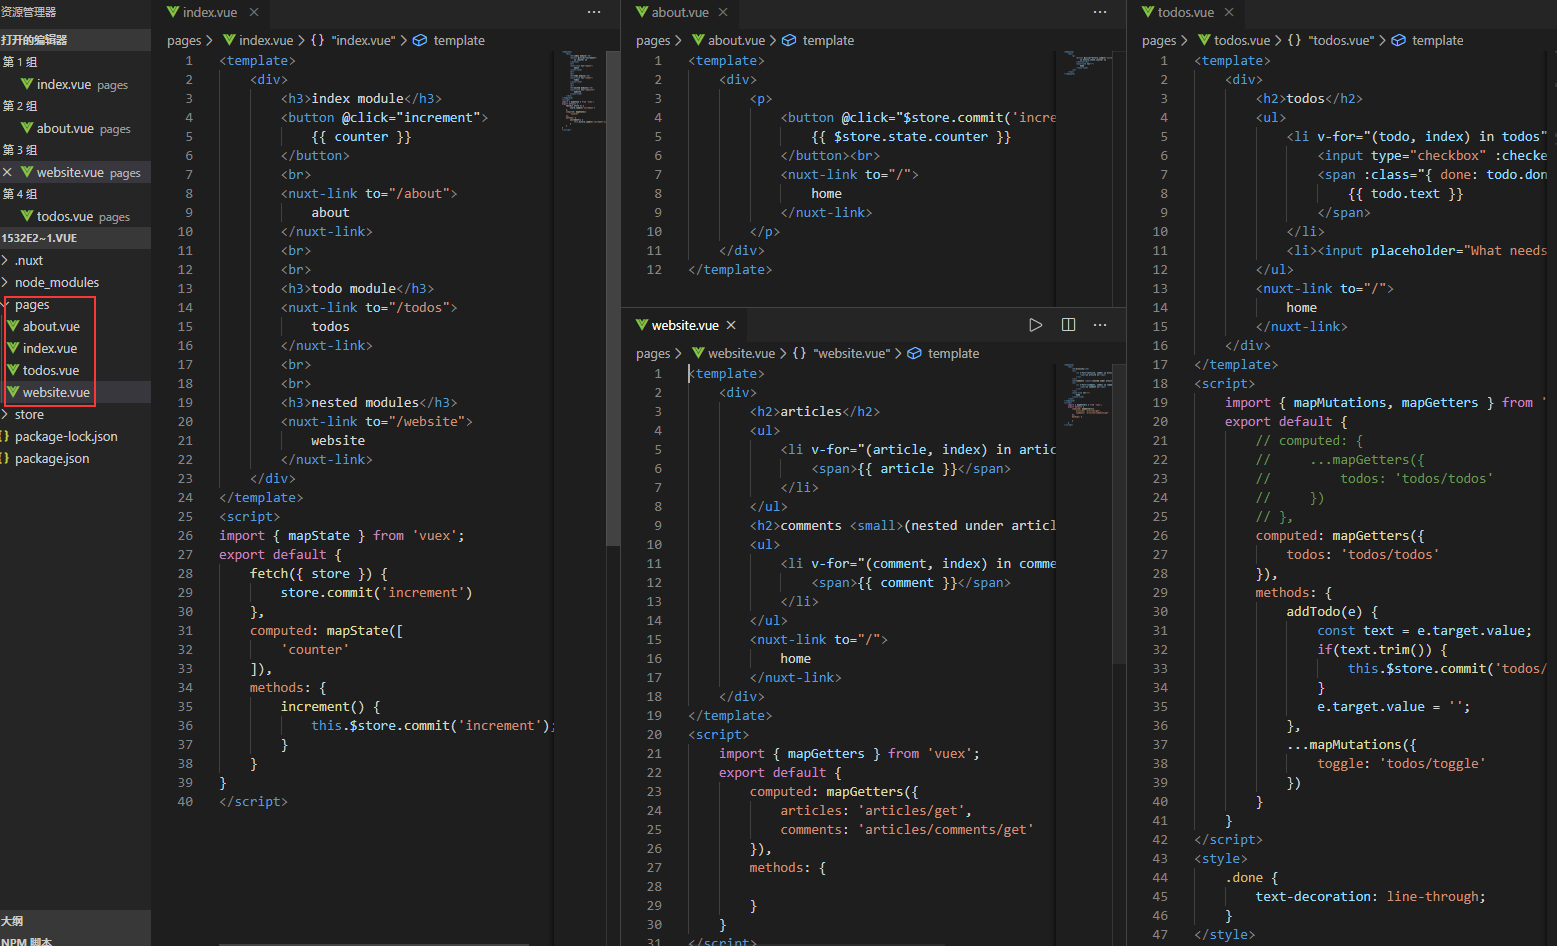 资源管理器
打开的编辑器
第 1 组
index.vue pages
第 2 组
about.vue pages
第 3 组
website.vue pages
第 4 组
todos.vue pages
1532E2~1.VUE
.nuxt
node_modules
pages
about.vue
index.vue
todos.vue
website.vue
store
package-lock.json
package.json
大纲
NPM 脚本
index.vue
pages > index.vue > {} "index.vue" > template
1 <template>
2 <div>
3 <h3>index module</h3>
4 <button @click="increment">
5 {{ counter }}
6 </button>
7 <br>
8 <nuxt-link to="/about">
9 about
10 </nuxt-link>
11 <br>
12 <br>
13 <h3>todo module</h3>
14 <nuxt-link to="/todos">
15 todos
16 </nuxt-link>
17 <br>
18 <br>
19 <h3>nested modules</h3>
20 <nuxt-link to="/website">
21 website
22 </nuxt-link>
23 </div>
24 </template>
25 <script>
26 import { mapState } from 'vuex';
27 export default {
28 fetch({ store }) {
29 store.commit('increment')
30 },
31 computed: mapState([
32 'counter'
33 ]),
34 methods: {
35 increment() {
36 this.$store.commit('increment');
37 }
38 }
39 }
40 </script>
about.vue
pages > about.vue > template
1 <template>
2 <div>
3 <p>
4 <button @click="$store.commit('incre
5 {{ $store.state.counter }}
6 </button><br>
7 <nuxt-link to="/">
8 home
9 </nuxt-link>
10 </p>
11 </div>
12 </template>
website.vue
pages > website.vue > {} "website.vue" > template
1 <template>
2 <div>
3 <h2>articles</h2>
4 <ul>
5 <li v-for="(article, index) in artic
6 <span>{{ article }}</span>
7 </li>
8 </ul>
9 <h2>comments <small>(nested under articl
10 <ul>
11 <li v-for="(comment, index) in comme
12 <span>{{ comment }}</span>
13 </li>
14 </ul>
15 <nuxt-link to="/">
16 home
17 </nuxt-link>
18 </div>
19 </template>
20 <script>
21 import { mapGetters } from 'vuex';
22 export default {
23 computed: mapGetters({
24 articles: 'articles/get',
25 comments: 'articles/comments/get'
26 }),
27 methods: {
28
29 }
30 }
31 </script>
todos.vue
pages > todos.vue > {} "todos.vue" > template
1 <template>
2 <div>
3 <h2>todos</h2>
4 <ul>
5 <li v-for="(todo, index) in todos"
6 <input type="checkbox" :checke
7 <span :class="{ done: todo.don
8 {{ todo.text }}
9 </span>
10 </li>
11 <li><input placeholder="What needs
12 </ul>
13 <nuxt-link to="/">
14 home
15 </nuxt-link>
16 </div>
17 </template>
18 <script>
19 import { mapMutations, mapGetters } from '
20 export default {
21 // computed: {
22 // ...mapGetters({
23 // todos: 'todos/todos'
24 // })
25 // },
26 computed: mapGetters({
27 todos: 'todos/todos'
28 }),
29 methods: {
30 addTodo(e) {
31 const text = e.target.value;
32 if(text.trim()) {
33 this.$store.commit('todos/
34 }
35 e.target.value = '';
36 },
37 ...mapMutations({
38 toggle: 'todos/toggle'
39 })
40 }
41 }
42 </script>
43 <style>
44 .done {
45 text-decoration: line-through;
46 }
47 </style>